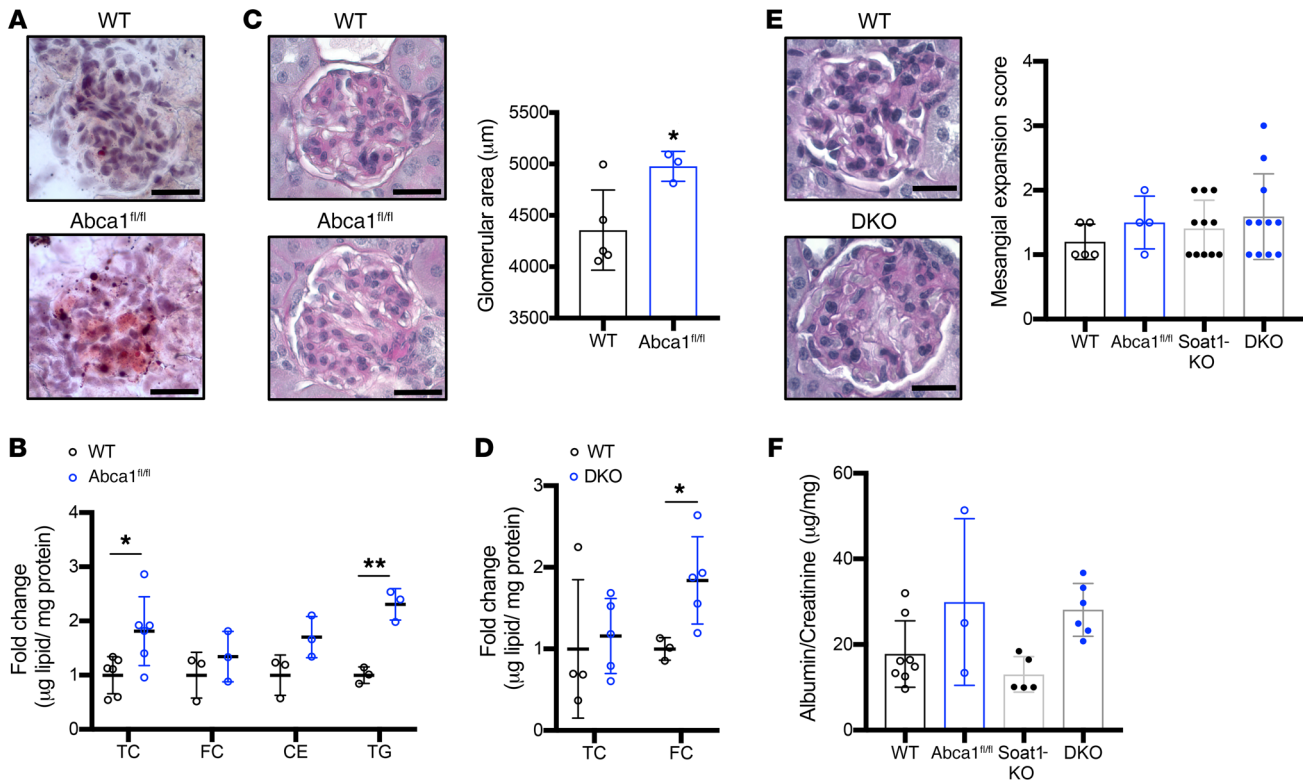 A
WT
Abca1fl/fl
C
WT
Abca1fl/fl
Glomerular area (μm)
5500
5000
4500
4000
3500
*
WT
Abca1fl/fl
E
WT
DKO
Mesangial expansion score
4
3
2
1
0
WT
Abca1fl/fl
Soat1-
KO
DKO
B
WT
Abca1fl/fl
Fold change
(μg lipid/ mg protein)
4
3
2
1
0
*
**
TC
FC
CE
TG
D
WT
DKO
Fold change
(μg lipid/ mg protein)
3
2
1
0
*
TC
FC
F
Albumin/Creatinine (μg/mg)
60
40
20
0
WT
Abca1fl/fl
Soat1-
KO
DKO